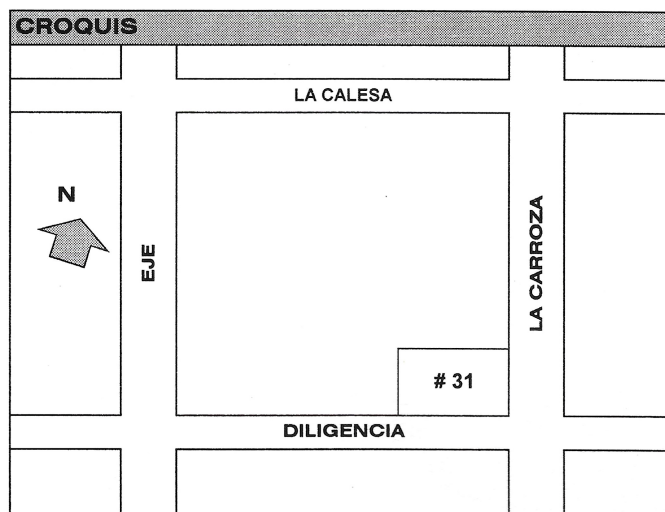 CROQUIS
LA CALESA
N
EJE
LA CARROZA
# 31
DILIGENCIA